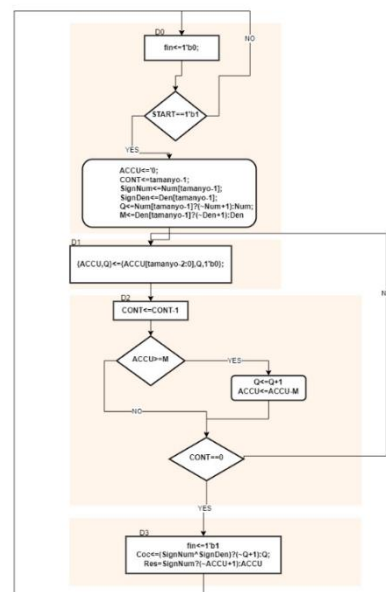 D0
fin<=1'b0;
NO
START==1'b1
YES
ACCU<='0;
CONT<=tamanyo-1;
SignNum<=Num[tamanyo-1];
SignDen<=Den[tamanyo-1];
Q<=Num[tamanyo-1]?(~Num+1):Num;
M<=Den[tamanyo-1]?(~Den+1):Den
D1
{ACCU,Q}<={ACCU[tamanyo-2:0],Q,1'b0};
D2
CONT<=CONT-1
N
ACCU>=M
YES
Q<=Q+1
ACCU<=ACCU-M
NO
CONT==0
YES
D3
fin<=1'b1
Coc<=(SignNum^SignDen)?(~Q+1):Q;
Res=SignNum?(~ACCU+1):ACCU